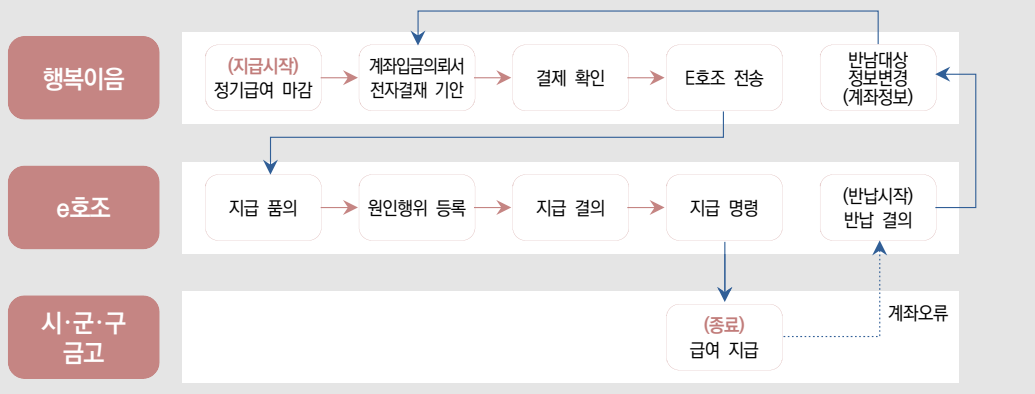 행복이음
(지급시작)
정기급여 마감
계좌입금의뢰서
전자결재 기안
결제 확인
E호조 전송
반남대상
정보변경
(계좌정보)
e호조
지급 품의
원인행위 등록
지급 결의
지급 명령
(반납시작)
반납 결의
시·군·구
금고
(종료)
급여 지급
계좌오류